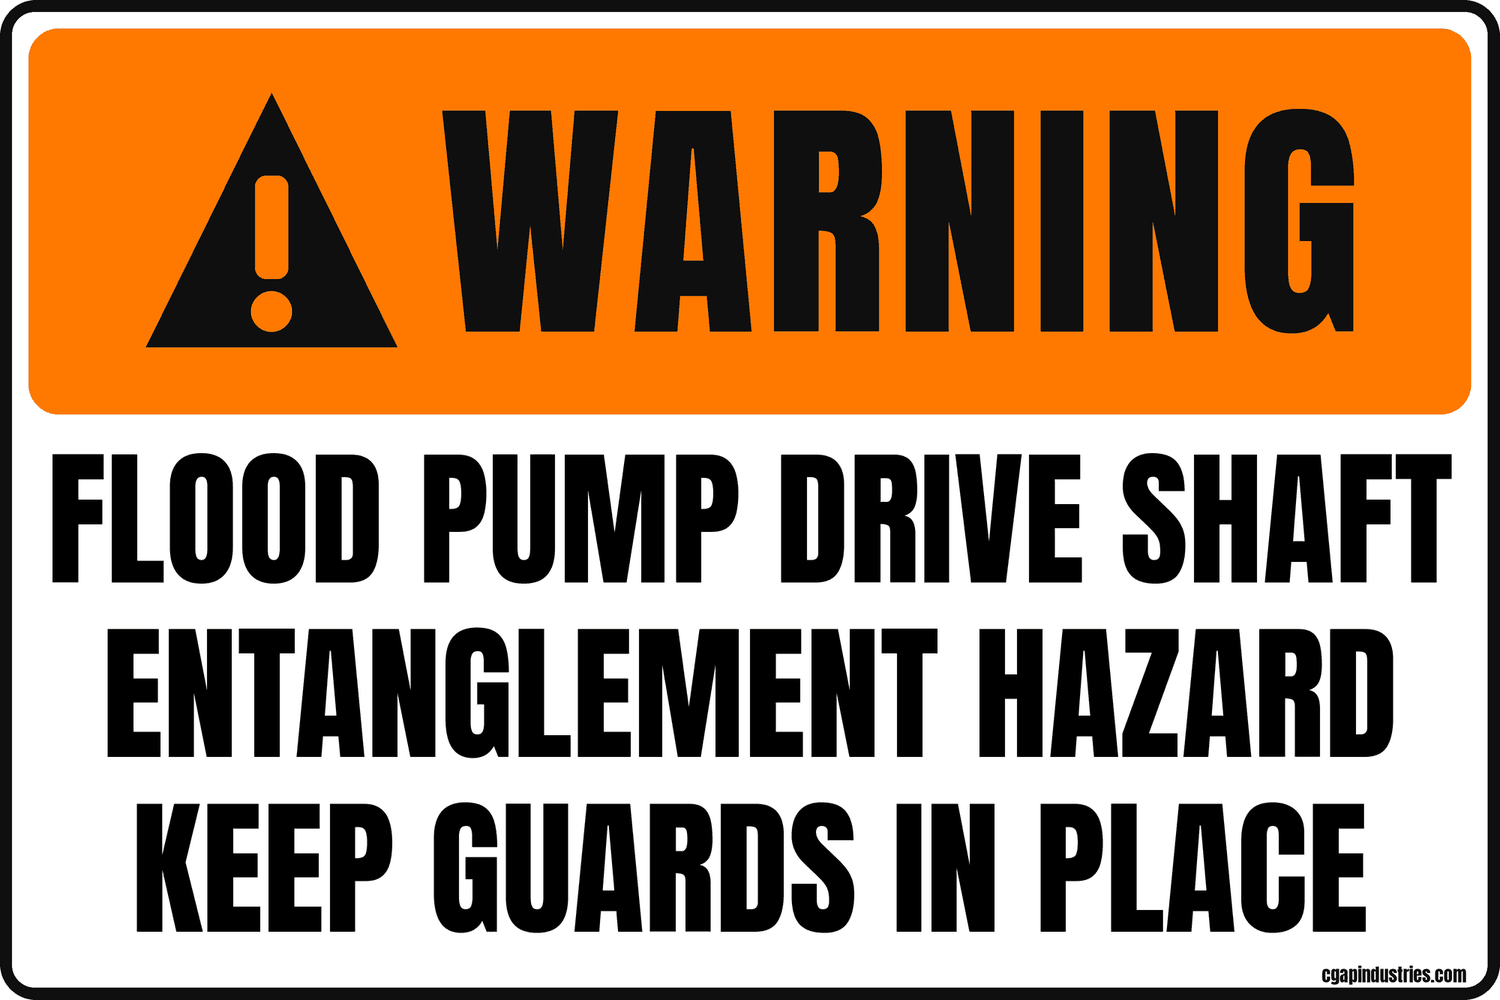 WARNING
FLOOD PUMP DRIVE SHAFT
ENTANGLEMENT HAZARD
KEEP GUARDS IN PLACE
cgapindustries.com